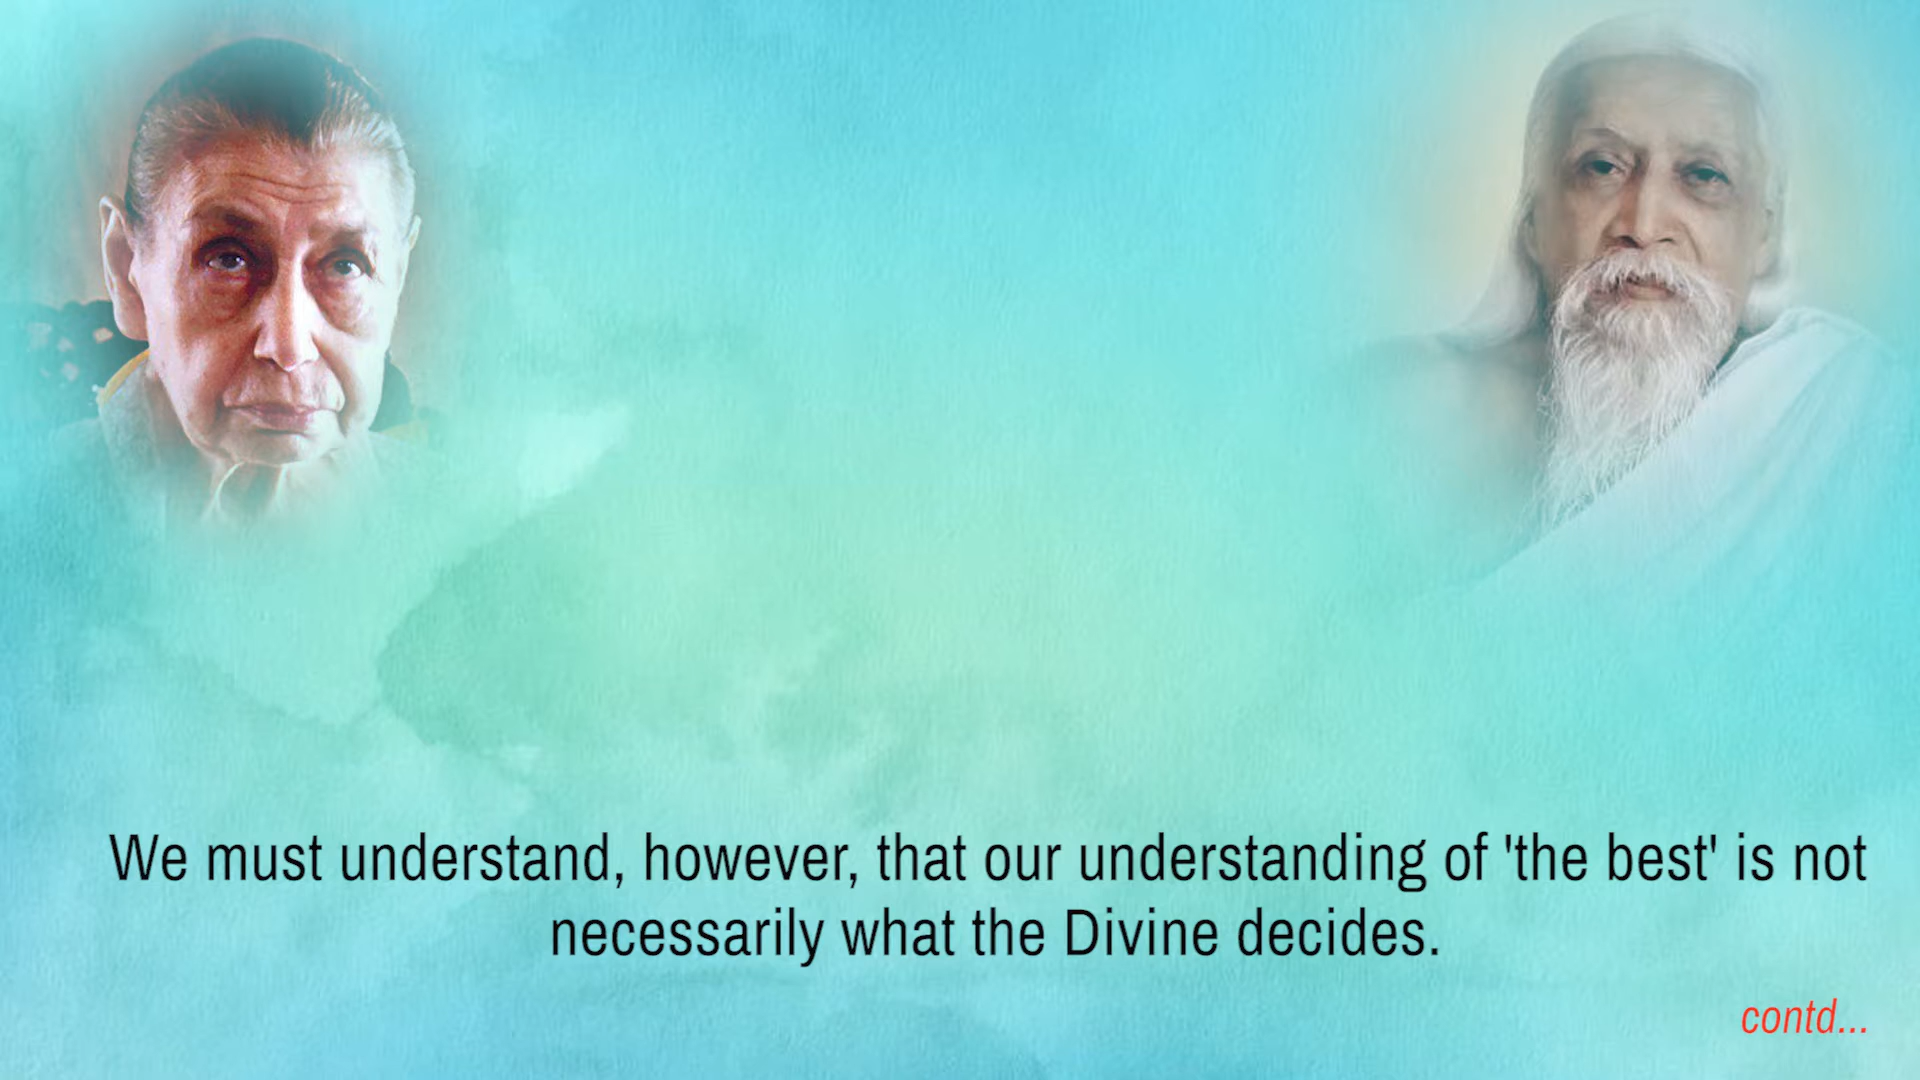 We must understand, however, that our understanding of 'the best' is not
necessarily what the Divine decides.
contd...